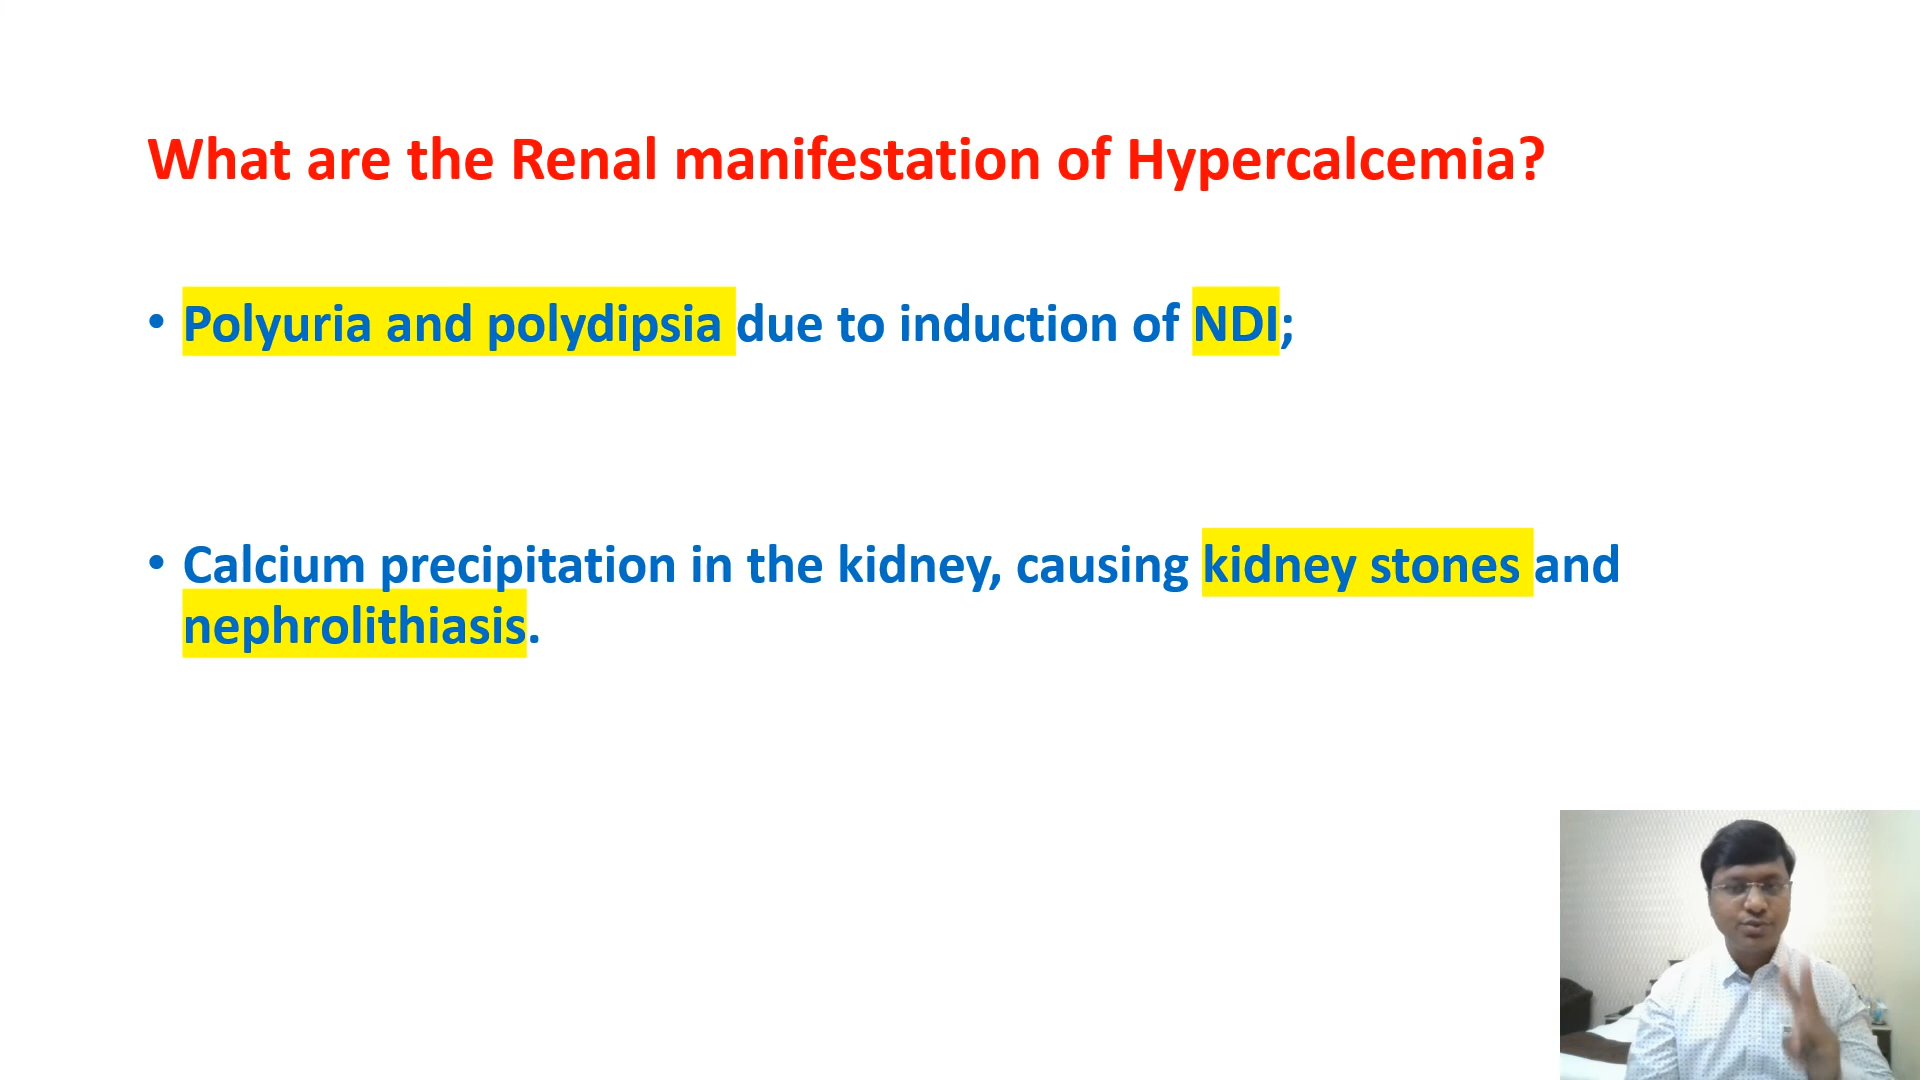 What are the Renal manifestation of Hypercalcemia?
• Polyuria and polydipsia due to induction of NDI;
• Calcium precipitation in the kidney, causing kidney stones and
nephrolithiasis.